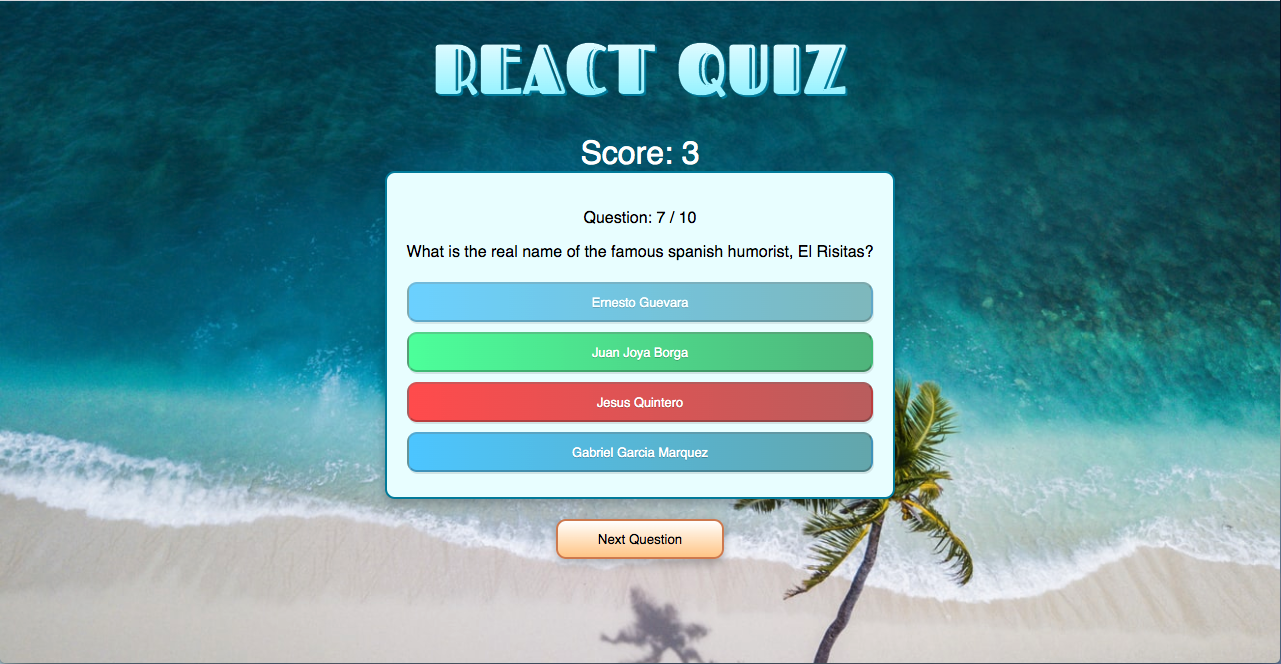 REACT QUIZ
Score: 3
Question: 7 / 10
What is the real name of the famous spanish humorist, El Risitas?
Ernesto Guevara
Juan Joya Borga
Jesus Quintero
Gabriel Garcia Marquez
Next Question